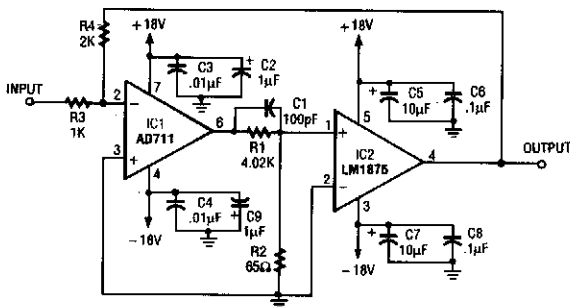 R4
2K
+18V
7
C3
.01µF
+
C2
1µF
INPUT
R3
1K
2
−
3
+
IC1
AD711
6
4
C1
100pF
R1
4.02K
C4
.01µF
C9
+
1µF
−18V
R2
65Ω
+18V
5
+
C5
10µF
C6
.1µF
1
+
2
−
IC2
LM1875
4
OUTPUT
3
+
C7
10µF
C8
.1µF
−18V